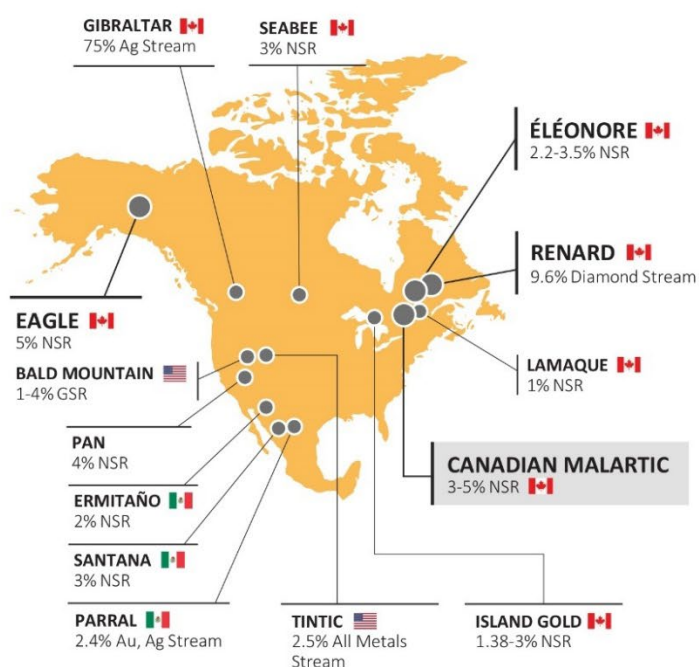 GIBRALTAR
75% Ag Stream
SEABEE
3% NSR
ÉLÉONORE
2.2-3.5% NSR
RENARD
9.6% Diamond Stream
EAGLE
5% NSR
BALD MOUNTAIN
1-4% GSR
LAMAQUE
1% NSR
PAN
4% NSR
CANADIAN MALARTIC
3-5% NSR
ERMITAÑO
2% NSR
SANTANA
3% NSR
PARRAL
2.4% Au, Ag Stream
TINTIC
2.5% All Metals
Stream
ISLAND GOLD
1.38-3% NSR